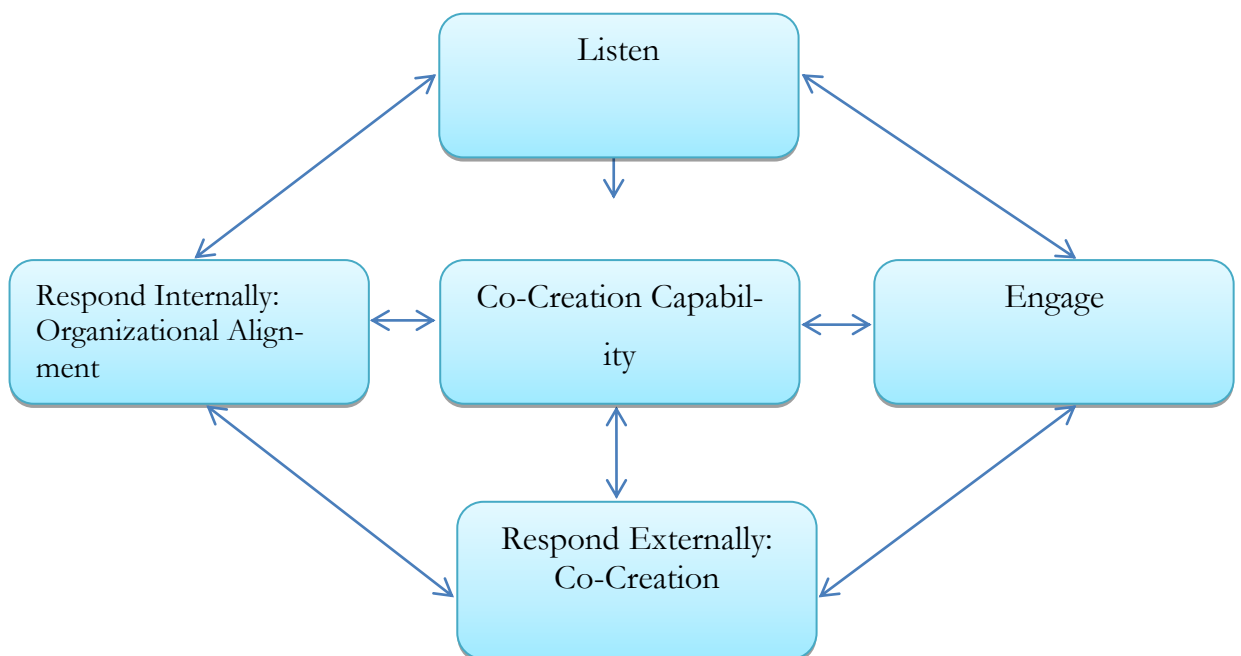 Listen
Respond Internally:
Organizational Align-
ment
Co-Creation Capabil-
ity
Engage
Respond Externally:
Co-Creation